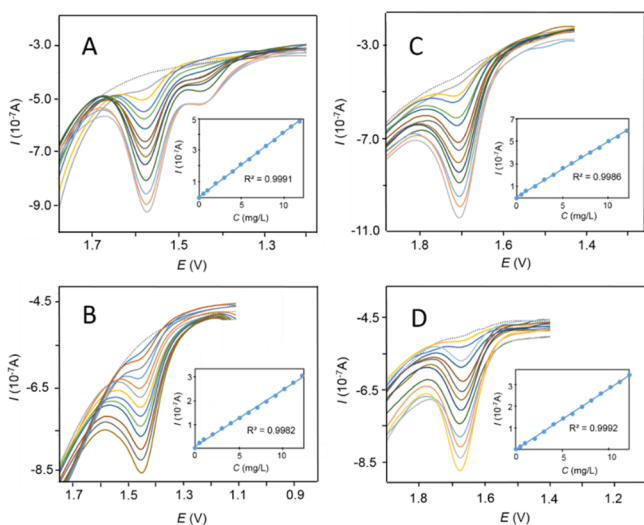 A
-3.0
-5.0
-7.0
-9.0
I (10⁻⁷A)
1.7
1.5
1.3
E (V)
5
4
3
2
1
0
I (10⁻⁷A)
R² = 0.9991
0
5
10
C (mg/L)
C
-3.0
-7.0
-11.0
I (10⁻⁷A)
1.8
1.6
1.4
E (V)
7
6
4
3
1
0
I (10⁻⁷A)
R² = 0.9986
0
5
10
C (mg/L)
B
-4.5
-6.5
-8.5
I (10⁻⁷A)
1.7
1.5
1.3
1.1
0.9
E (V)
3
2
1
0
I (10⁻⁷A)
R² = 0.9982
0
5
10
C (mg/L)
D
-4.5
-6.5
-8.5
I (10⁻⁷A)
1.8
1.6
1.4
1.2
E (V)
3
2
1
0
I (10⁻⁷A)
R² = 0.9992
0
5
10
C (mg/L)